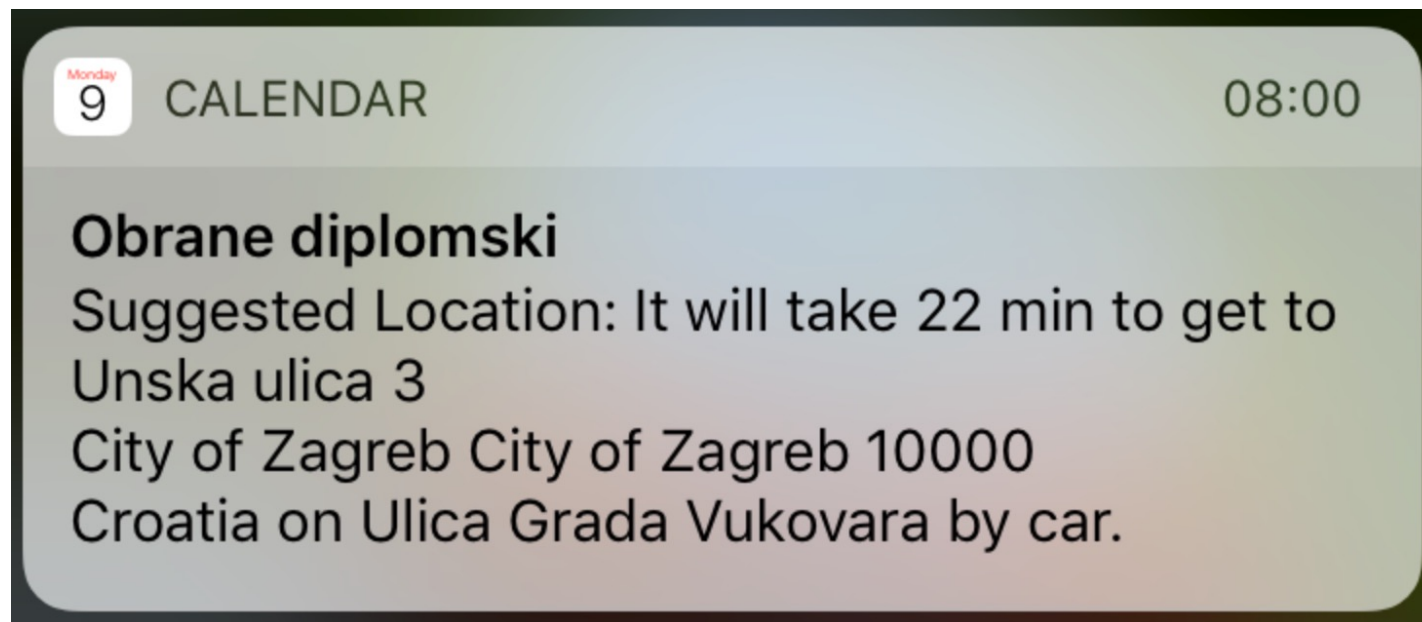 Monday
9
CALENDAR
08:00
Obrane diplomski
Suggested Location: It will take 22 min to get to
Unska ulica 3
City of Zagreb City of Zagreb 10000
Croatia on Ulica Grada Vukovara by car.